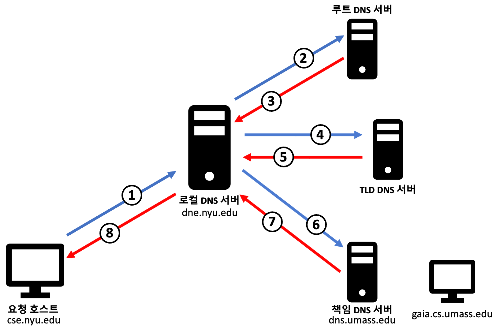 루트 DNS 서버
2
3
4
5
TLD DNS 서버
1
로컬 DNS 서버
dne.nyu.edu
6
7
8
요청 호스트
cse.nyu.edu
책임 DNS 서버
dns.umass.edu
gaia.cs.umass.edu